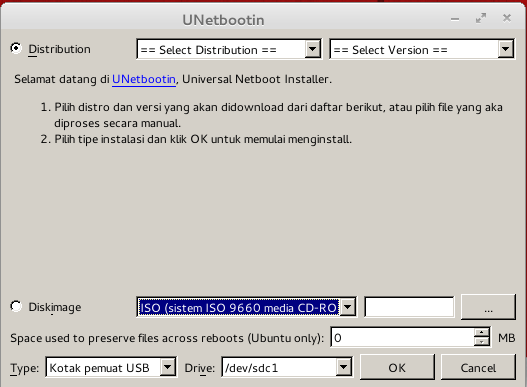 UNetbootin
Distribution == Select Distribution == == Select Version ==
Selamat datang di UNetbootin, Universal Netboot Installer.
1. Pilih distro dan versi yang akan didownload dari daftar berikut, atau pilih file yang aka
diproses secara manual.
2. Pilih tipe instalasi dan klik OK untuk memulai menginstall.
Diskimage ISO (sistem ISO 9660 media CD-RO ...
Space used to preserve files across reboots (Ubuntu only): 0 MB
Type: Kotak pemuat USB Drive: /dev/sdc1 OK Cancel